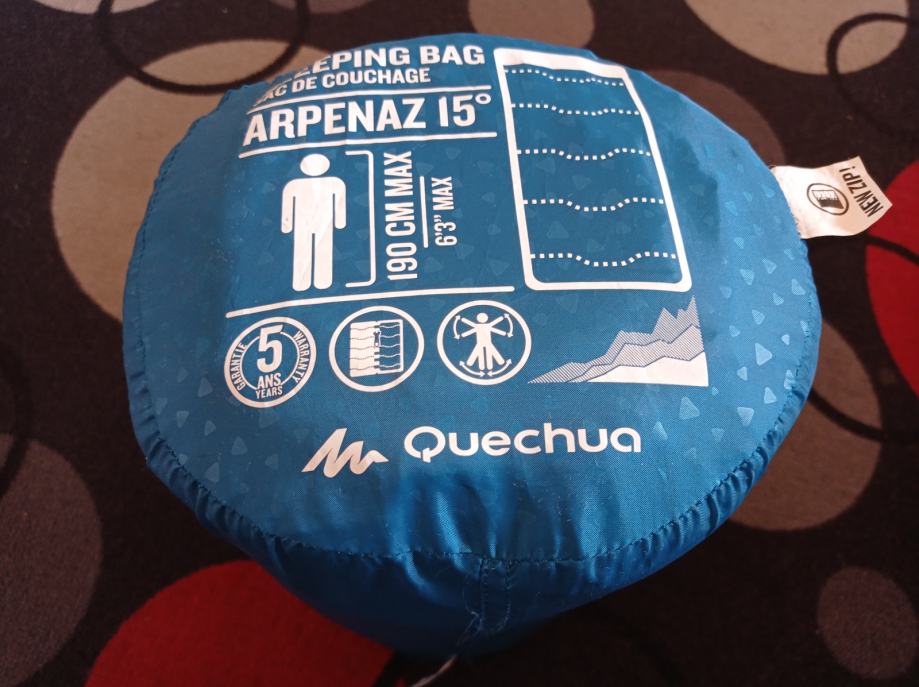 EEPING BAG
AC DE COUCHAGE
ARPENAZ 15°
190 CM MAX
6'3" MAX
GARANTIE 5 ANS YEARS WARRANTY
Quechua
NEW ZIP!